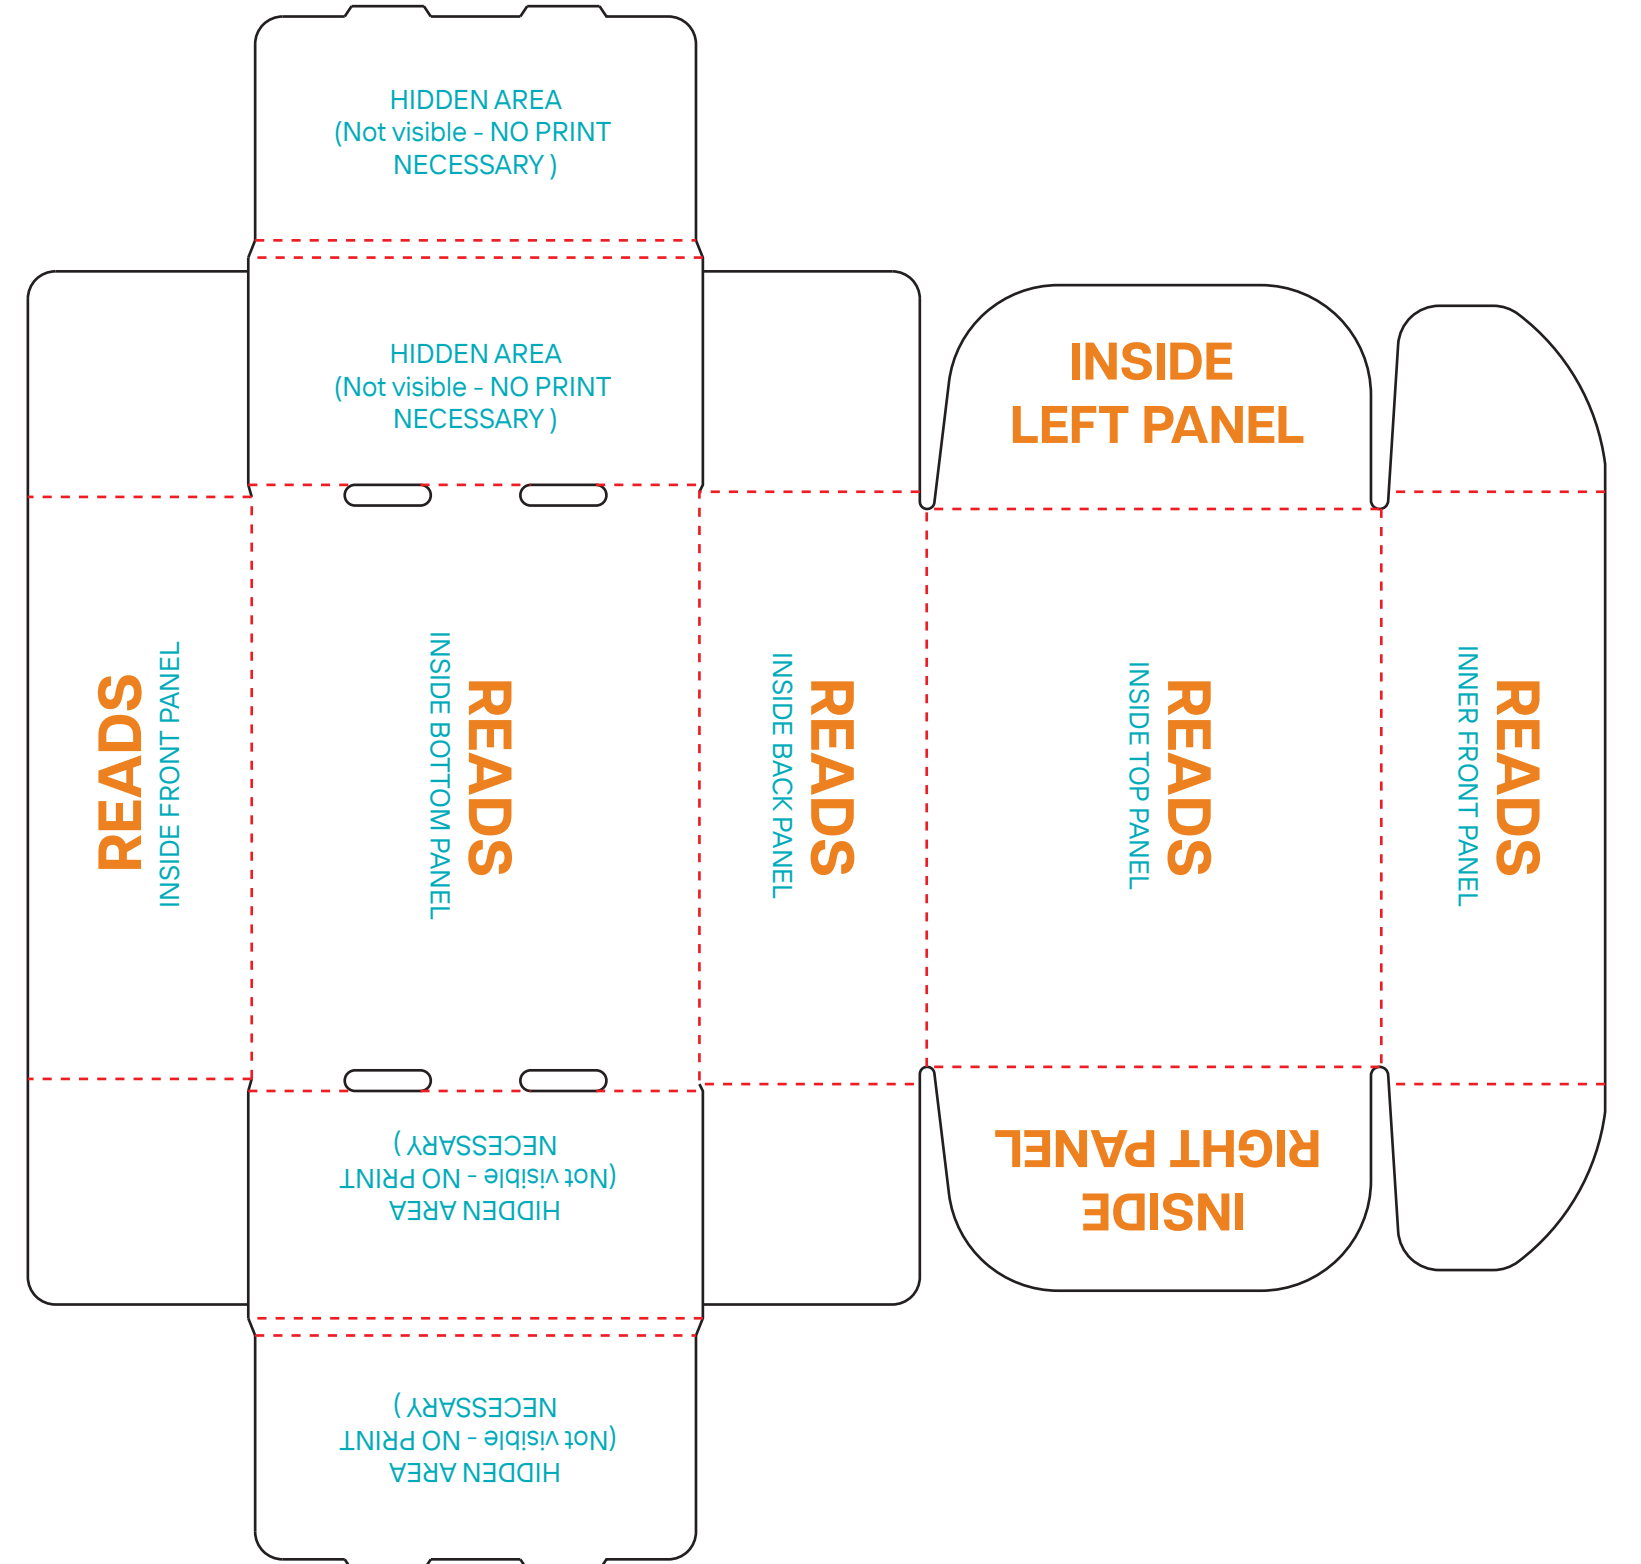 HIDDEN AREA
(Not visible - NO PRINT
NECESSARY )
HIDDEN AREA
(Not visible - NO PRINT
NECESSARY )
INSIDE
LEFT PANEL
READS
INSIDE FRONT PANEL
READS
INSIDE BOTTOM PANEL
READS
INSIDE BACK PANEL
READS
INSIDE TOP PANEL
READS
INNER FRONT PANEL
INSIDE
RIGHT PANEL
HIDDEN AREA
(Not visible - NO PRINT
NECESSARY )
HIDDEN AREA
(Not visible - NO PRINT
NECESSARY )